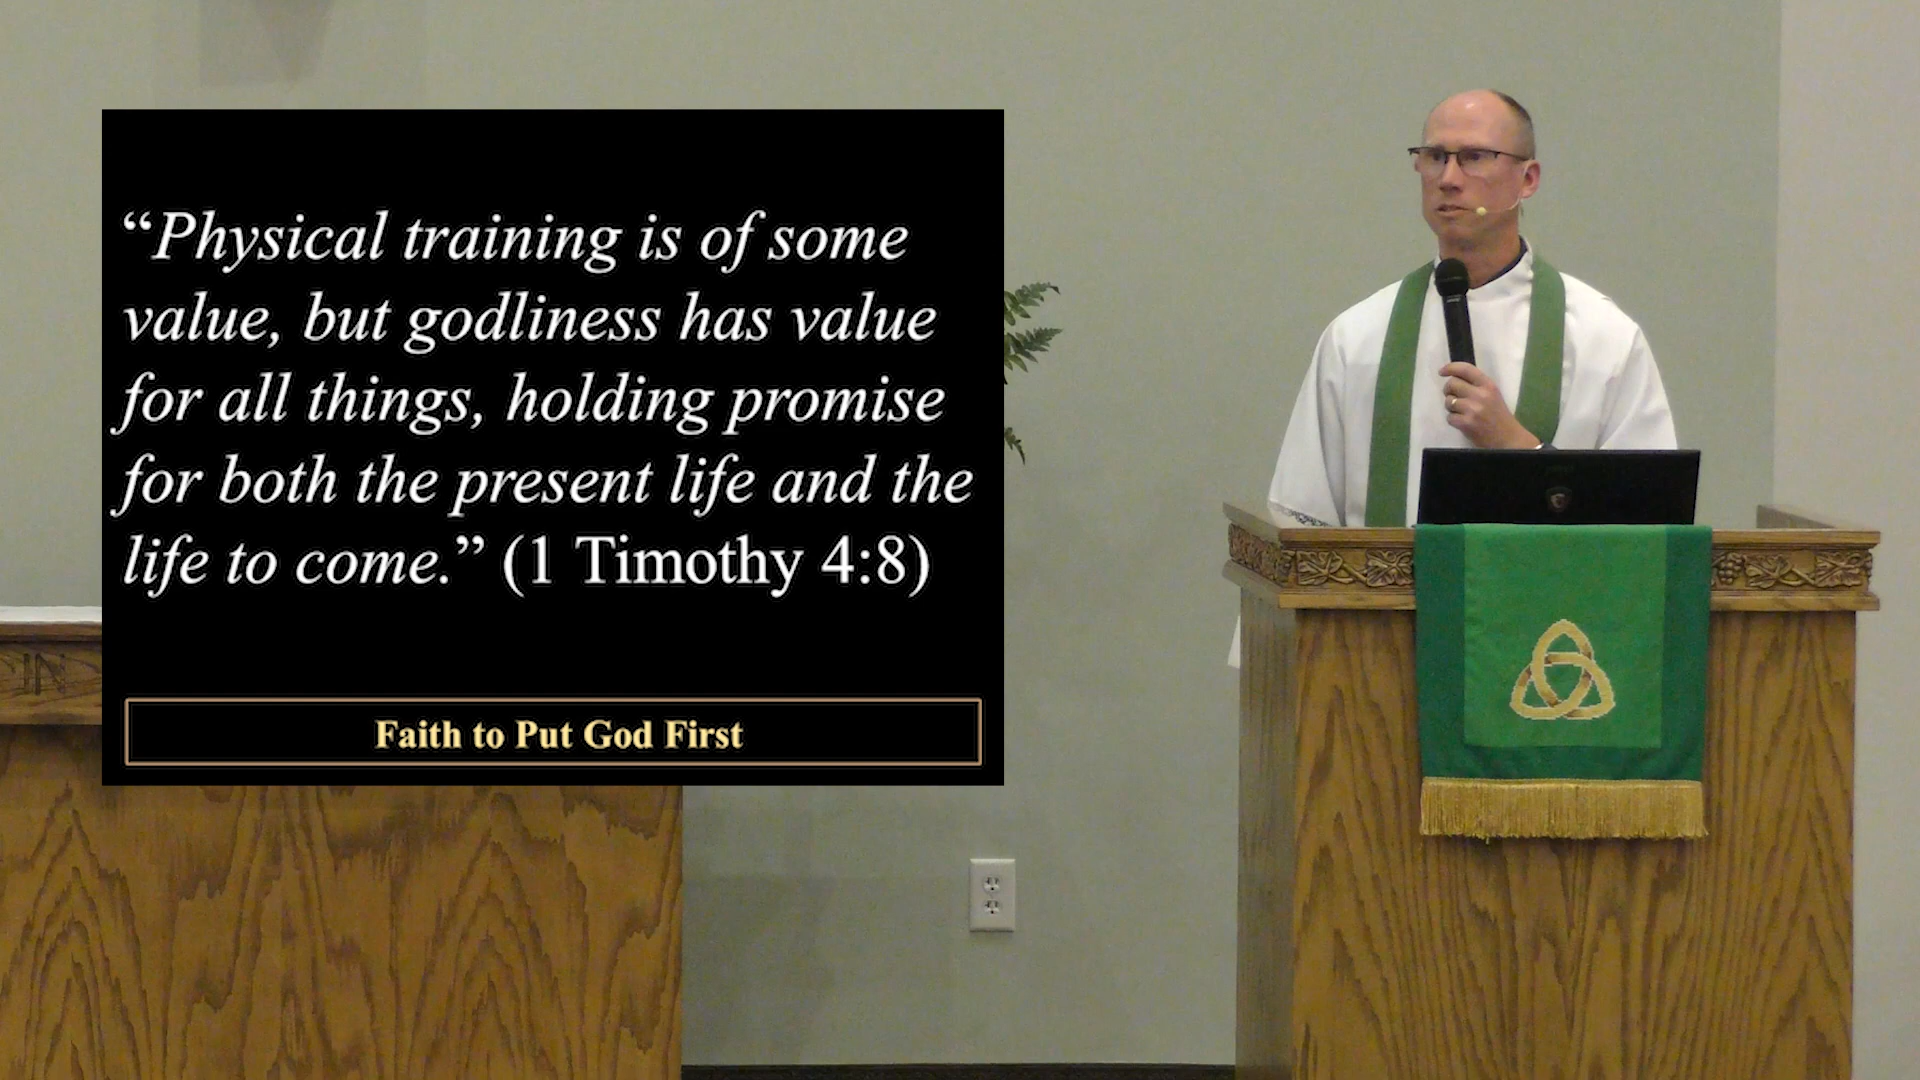 “Physical training is of some
value, but godliness has value
for all things, holding promise
for both the present life and the
life to come.” (1 Timothy 4:8)
Faith to Put God First
IN